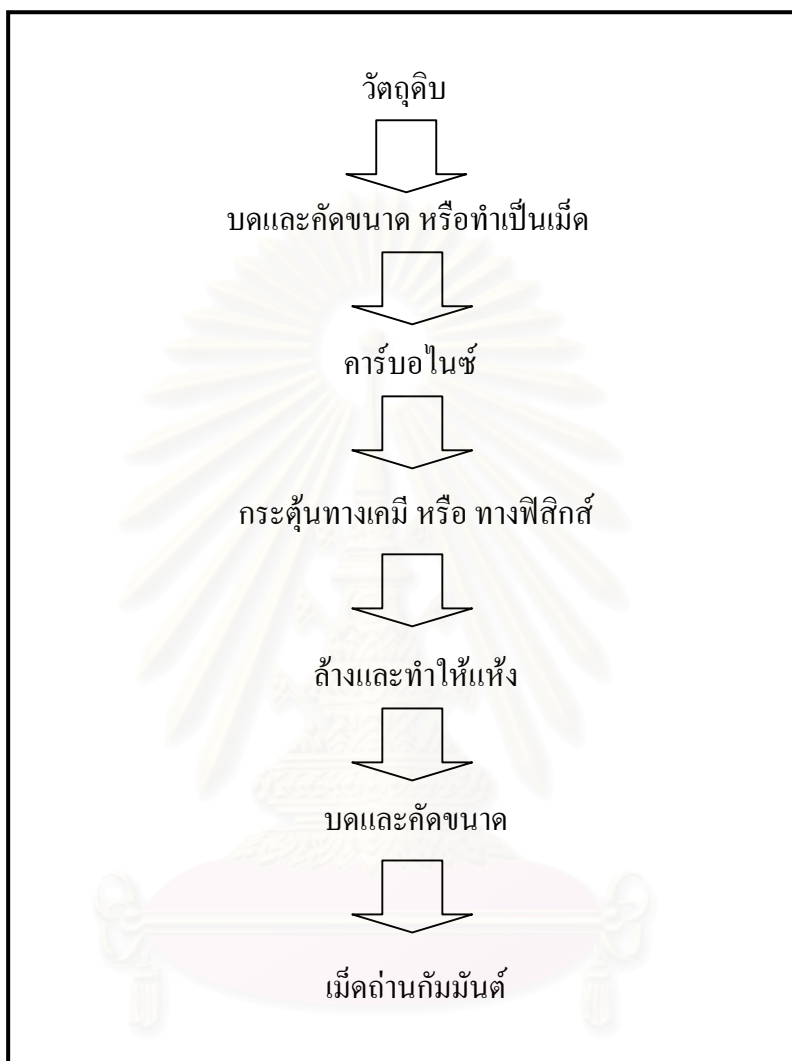 วัตถุดิบ
บดและคัดขนาด หรือทำเป็นเม็ด
คาร์บอไนซ์
กระตุ้นทางเคมี หรือ ทางฟิสิกส์
ล้างและทำให้แห้ง
บดและคัดขนาด
เม็ดถ่านกัมมันต์